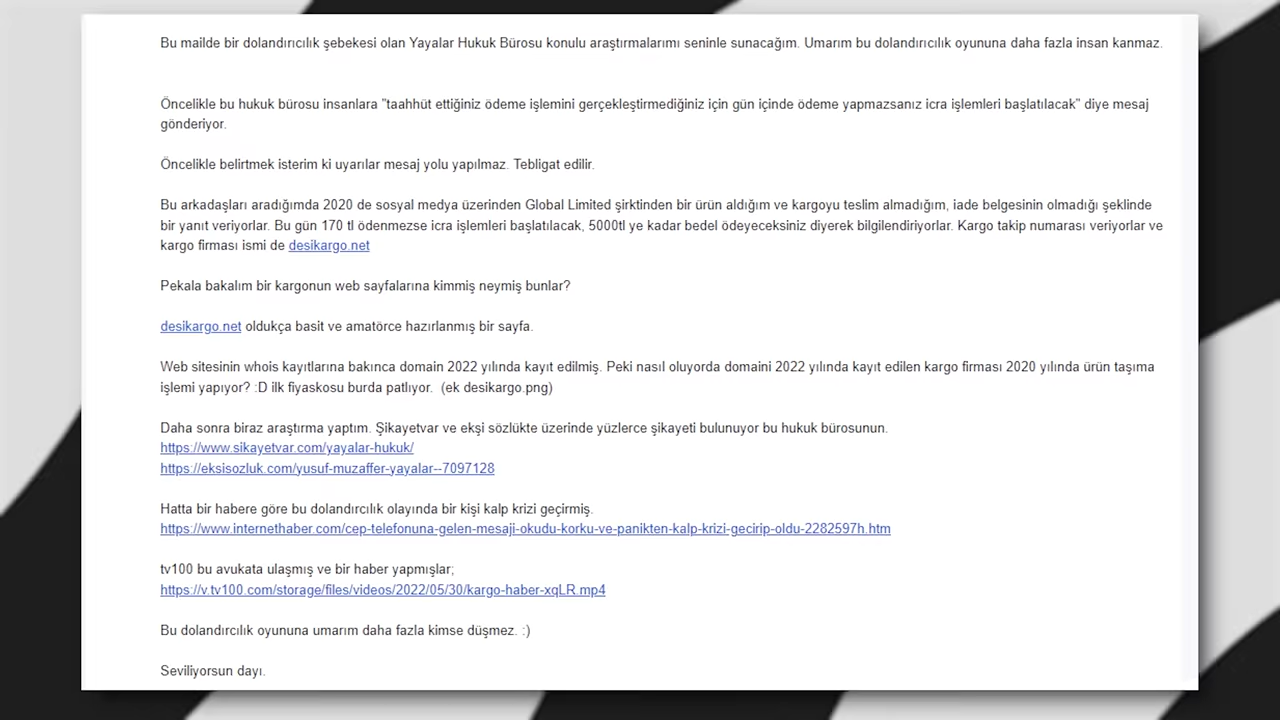 Bu mailde bir dolandırıcılık şebekesi olan Yayalar Hukuk Bürosu konulu araştırmalarımı seninle sunacağım. Umarım bu dolandırıcılık oyununa daha fazla insan kanmaz.
Öncelikle bu hukuk bürosu insanlara "taahhüt ettiğiniz ödeme işlemini gerçekleştirmediğiniz için gün içinde ödeme yapmazsanız icra işlemleri başlatılacak" diye mesaj
gönderiyor.
Öncelikle belirtmek isterim ki uyarılar mesaj yolu yapılmaz. Tebligat edilir.
Bu arkadaşları aradığımda 2020 de sosyal medya üzerinden Global Limited şirktinden bir ürün aldığım ve kargoyu teslim almadığım, iade belgesinin olmadığı şeklinde
bir yanıt veriyorlar. Bu gün 170 tl ödenmezse icra işlemleri başlatılacak, 5000tl ye kadar bedel ödeyeceksiniz diyerek bilgilendiriyorlar. Kargo takip numarası veriyorlar ve
kargo firması ismi de desikargo.net
Pekala bakalım bir kargonun web sayfalarına kimmiş neymiş bunlar?
desikargo.net oldukça basit ve amatörce hazırlanmış bir sayfa.
Web sitesinin whois kayıtlarına bakınca domain 2022 yılında kayıt edilmiş. Peki nasıl oluyorda domaini 2022 yılında kayıt edilen kargo firması 2020 yılında ürün taşıma
işlemi yapıyor? :D ilk fiyaskosu burda patlıyor. (ek desikargo.png)
Daha sonra biraz araştırma yaptım. Şikayetvar ve ekşi sözlükte üzerinde yüzlerce şikayeti bulunuyor bu hukuk bürosunun.
https://www.sikayetvar.com/yayalar-hukuk/
https://eksisozluk.com/yusuf-muzaffer-yayalar--7097128
Hatta bir habere göre bu dolandırcılık olayında bir kişi kalp krizi geçirmiş.
https://www.internethaber.com/cep-telefonuna-gelen-mesaji-okudu-korku-ve-panikten-kalp-krizi-gecirip-oldu-2282597h.htm
tv100 bu avukata ulaşmış ve bir haber yapmışlar;
https://v.tv100.com/storage/files/videos/2022/05/30/kargo-haber-xqLR.mp4
Bu dolandırcılık oyununa umarım daha fazla kimse düşmez. :)
Seviliyorsun dayı.